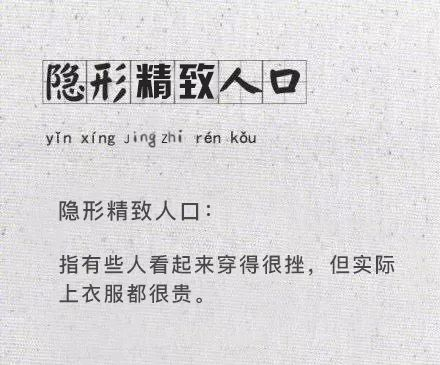 隐形精致人口
yǐn xíng jīng zhì rén kǒu
隐形精致人口：
指有些人看起来穿得很挫，但实际
上衣服都很贵。